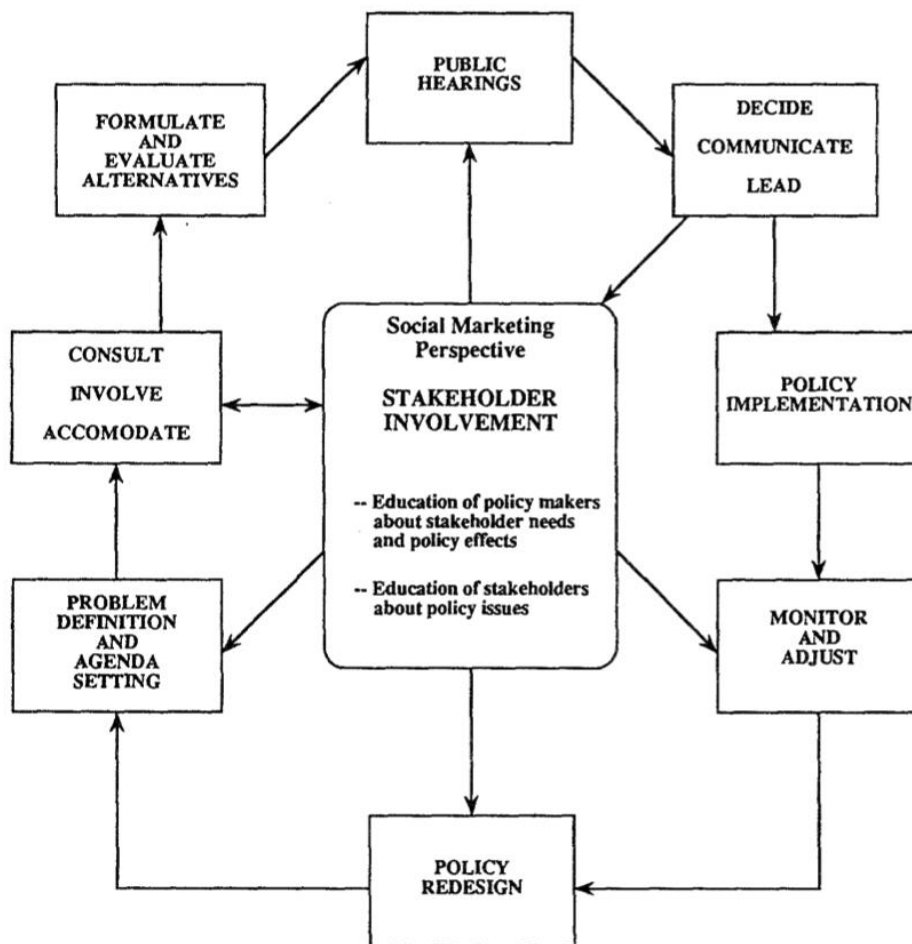 PUBLIC
HEARINGS
FORMULATE
AND
EVALUATE
ALTERNATIVES
DECIDE
COMMUNICATE
LEAD
Social Marketing
Perspective
STAKEHOLDER
INVOLVEMENT
-- Education of policy makers
about stakeholder needs
and policy effects
-- Education of stakeholders
about policy issues
CONSULT
INVOLVE
ACCOMODATE
POLICY
IMPLEMENTATION
PROBLEM
DEFINITION
AND
AGENDA
SETTING
MONITOR
AND
ADJUST
POLICY
REDESIGN